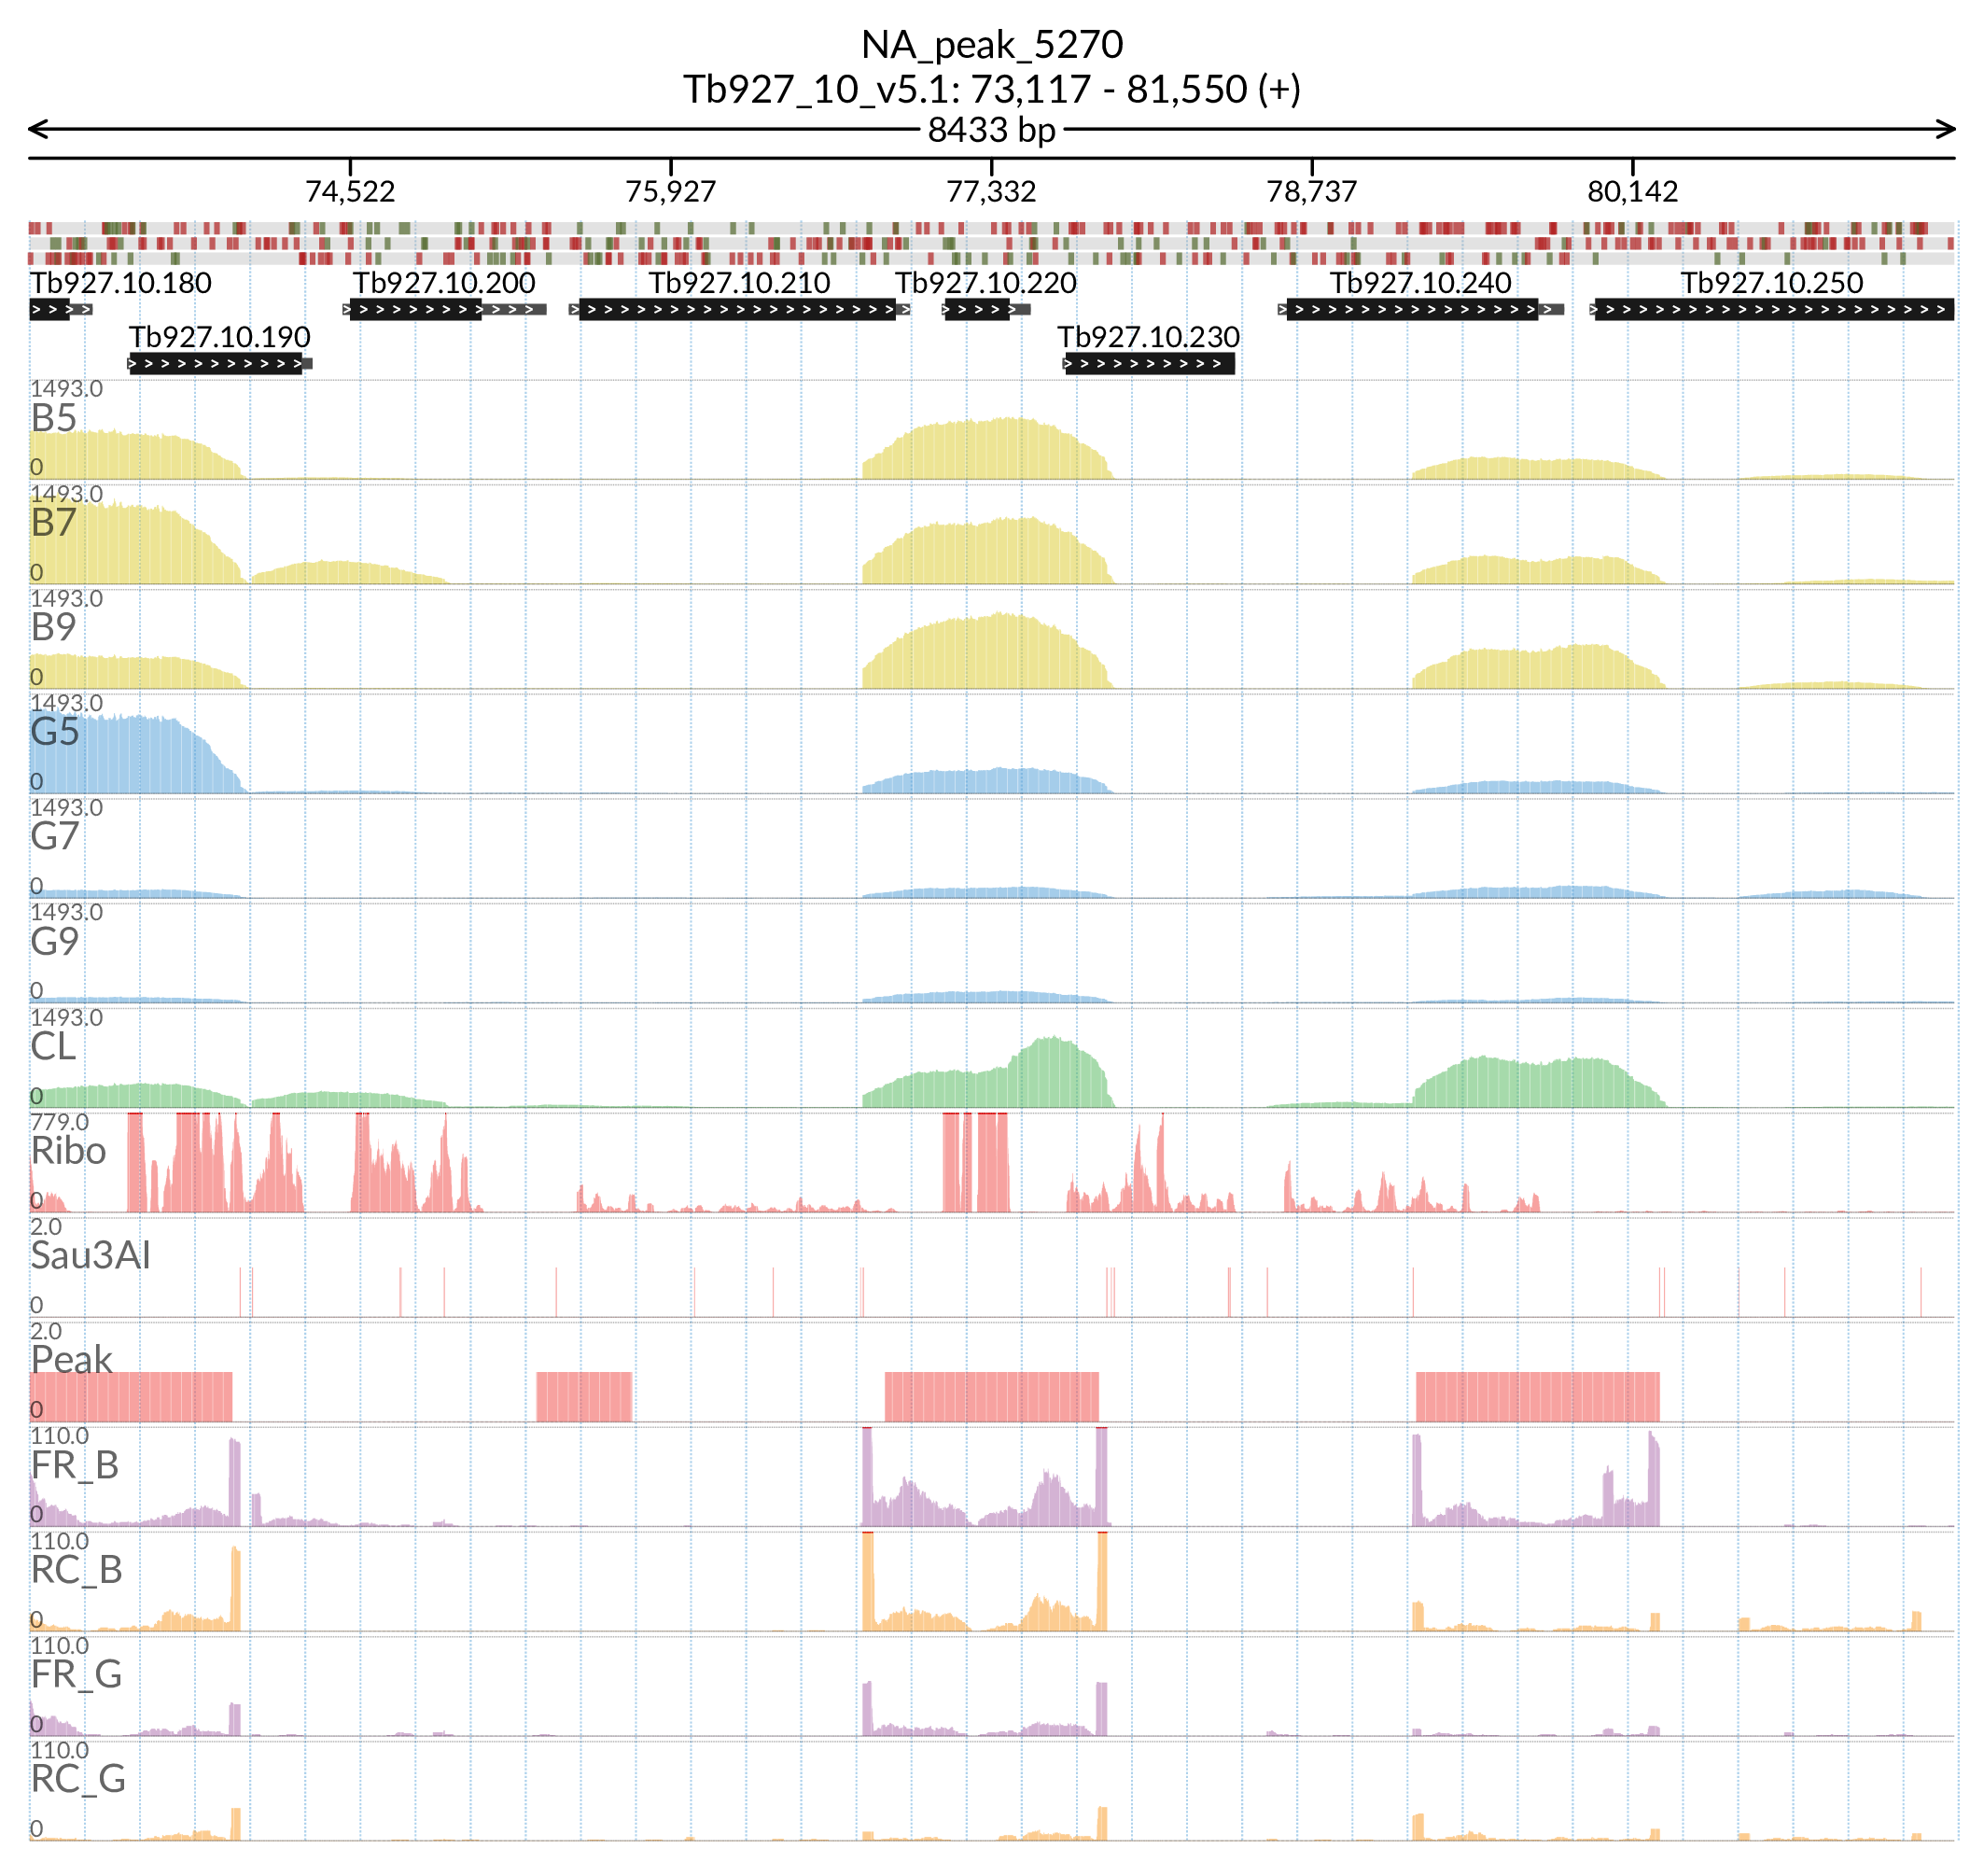 NA_peak_5270
Tb927_10_v5.1: 73,117 - 81,550 (+)
8433 bp
74,522 75,927 77,332 78,737 80,142
Tb927.10.180 Tb927.10.200 Tb927.10.210 Tb927.10.220 Tb927.10.240 Tb927.10.250
Tb927.10.190 Tb927.10.230
1493.0
B5
0
1493.0
B7
0
1493.0
B9
0
1493.0
G5
0
1493.0
G7
0
1493.0
G9
0
1493.0
CL
0
779.0
Ribo
0
2.0
Sau3AI
0
2.0
Peak
0
110.0
FR_B
0
110.0
RC_B
0
110.0
FR_G
0
110.0
RC_G
0